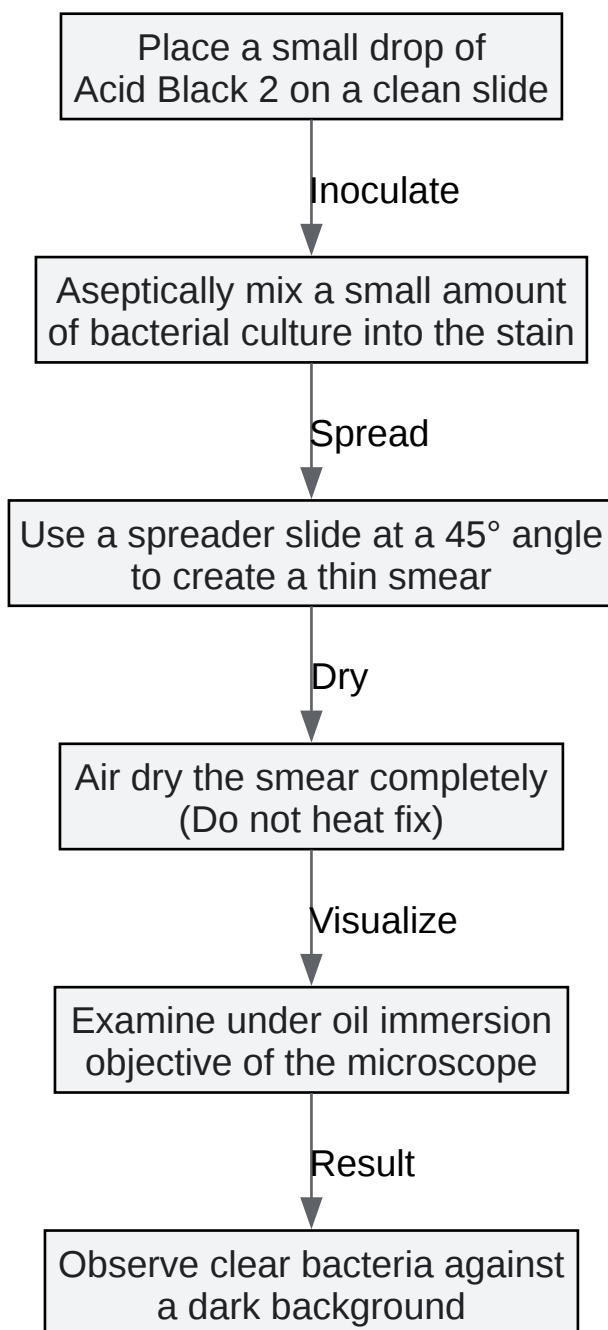 Place a small drop of
Acid Black 2 on a clean slide
Inoculate
Aseptically mix a small amount
of bacterial culture into the stain
Spread
Use a spreader slide at a 45° angle
to create a thin smear
Dry
Air dry the smear completely
(Do not heat fix)
Visualize
Examine under oil immersion
objective of the microscope
Result
Observe clear bacteria against
a dark background